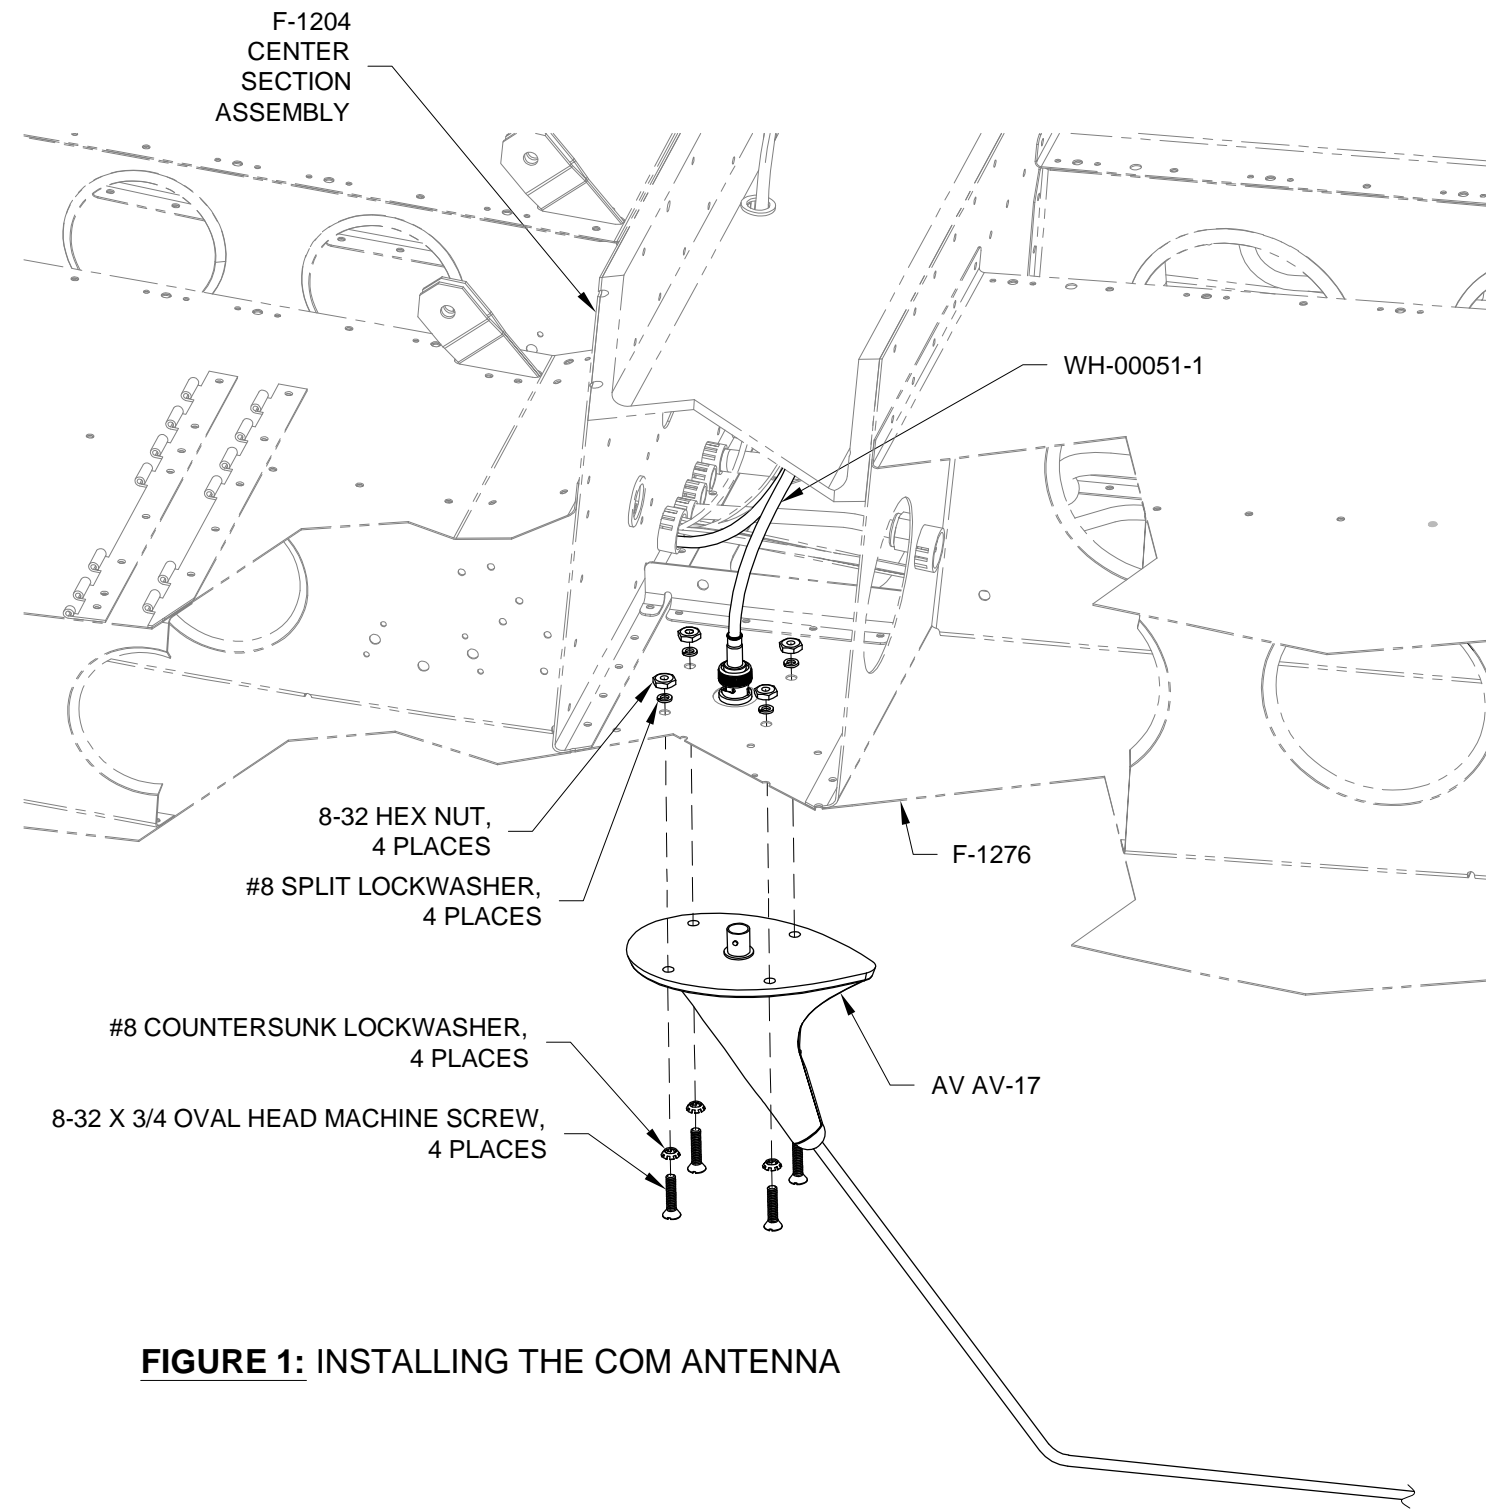 F-1204
CENTER
SECTION
ASSEMBLY
WH-00051-1
8-32 HEX NUT,
4 PLACES
F-1276
#8 SPLIT LOCKWASHER,
4 PLACES
#8 COUNTERSUNK LOCKWASHER,
4 PLACES
AV AV-17
8-32 X 3/4 OVAL HEAD MACHINE SCREW,
4 PLACES
FIGURE 1: INSTALLING THE COM ANTENNA